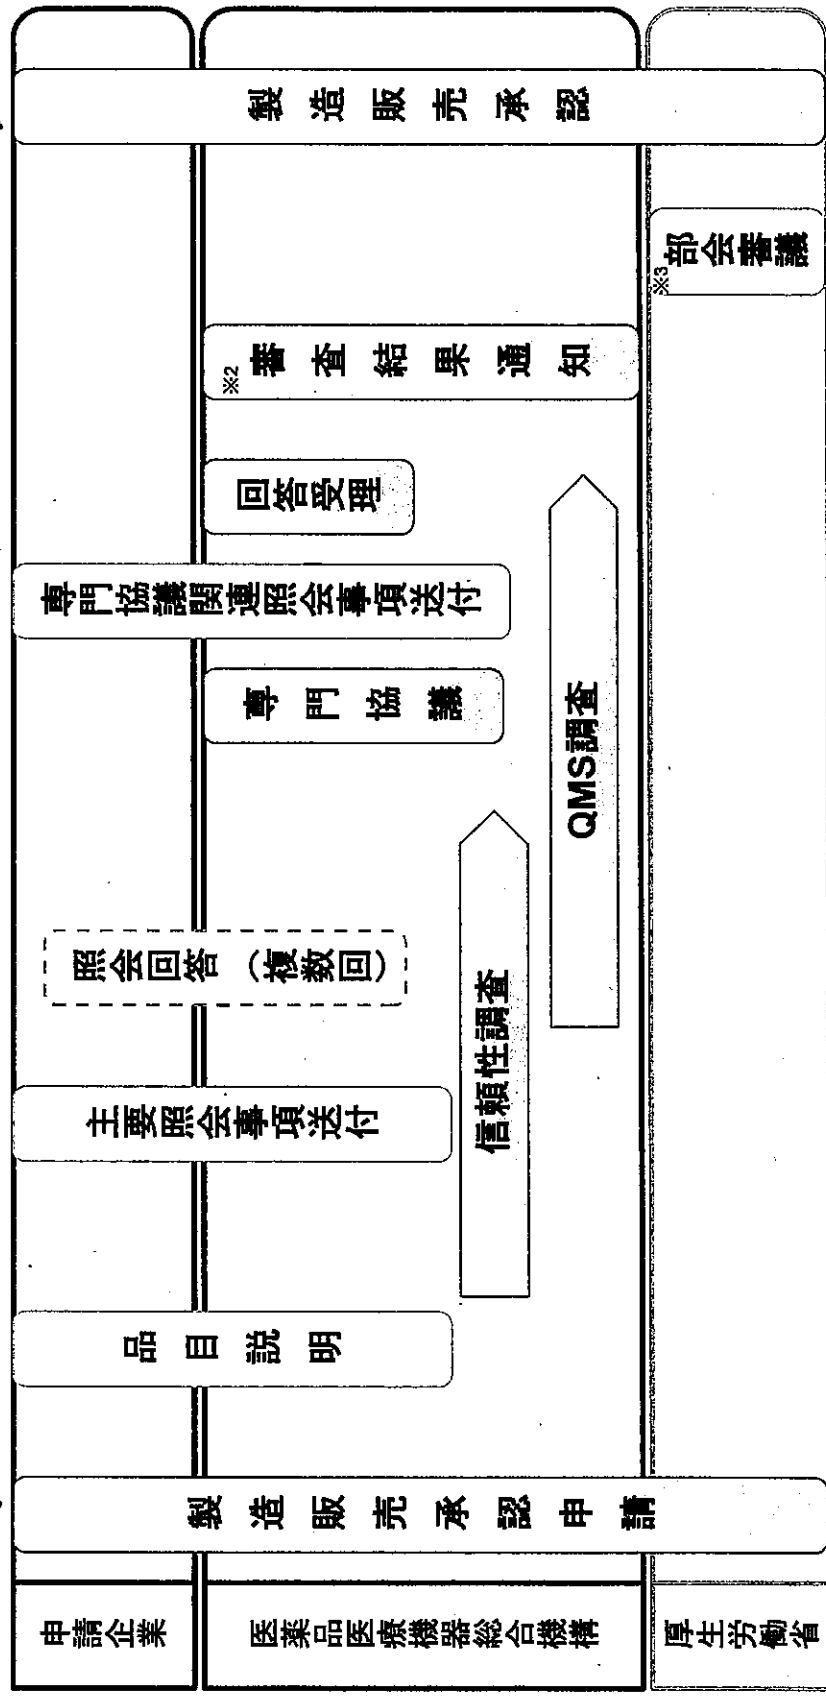 申請企業
医薬品医療機器総合機構
厚生労働省
製造販売承認申請
品目説明
主要照会事項送付
照会回答（複数回）
信頼性調査
QMS調査
専門協議
専門協議関連照会事項送付
回答受理
※2
審査結果通知
※3
部会審議
製造販売承認